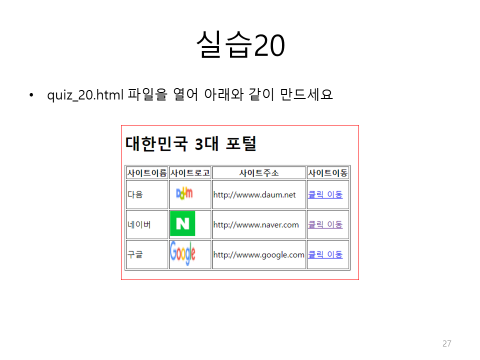 실습20
• quiz_20.html 파일을 열어 아래와 같이 만드세요
대한민국 3대 포털
사이트이름 사이트로고 사이트주소 사이트이동
다음 Daum http://www.daum.net 클릭 이동
네이버 N http://www.naver.com 클릭 이동
구글 Google http://www.google.com 클릭 이동
27